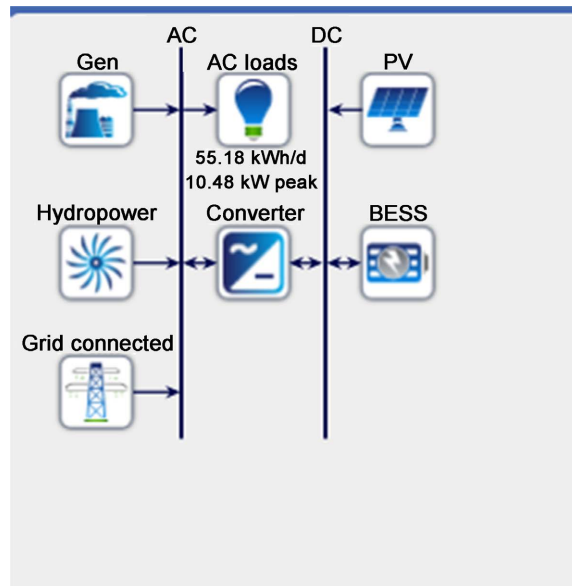 AC
DC
Gen
AC loads
PV
55.18 kWh/d
10.48 kW peak
Hydropower
Converter
BESS
Grid connected